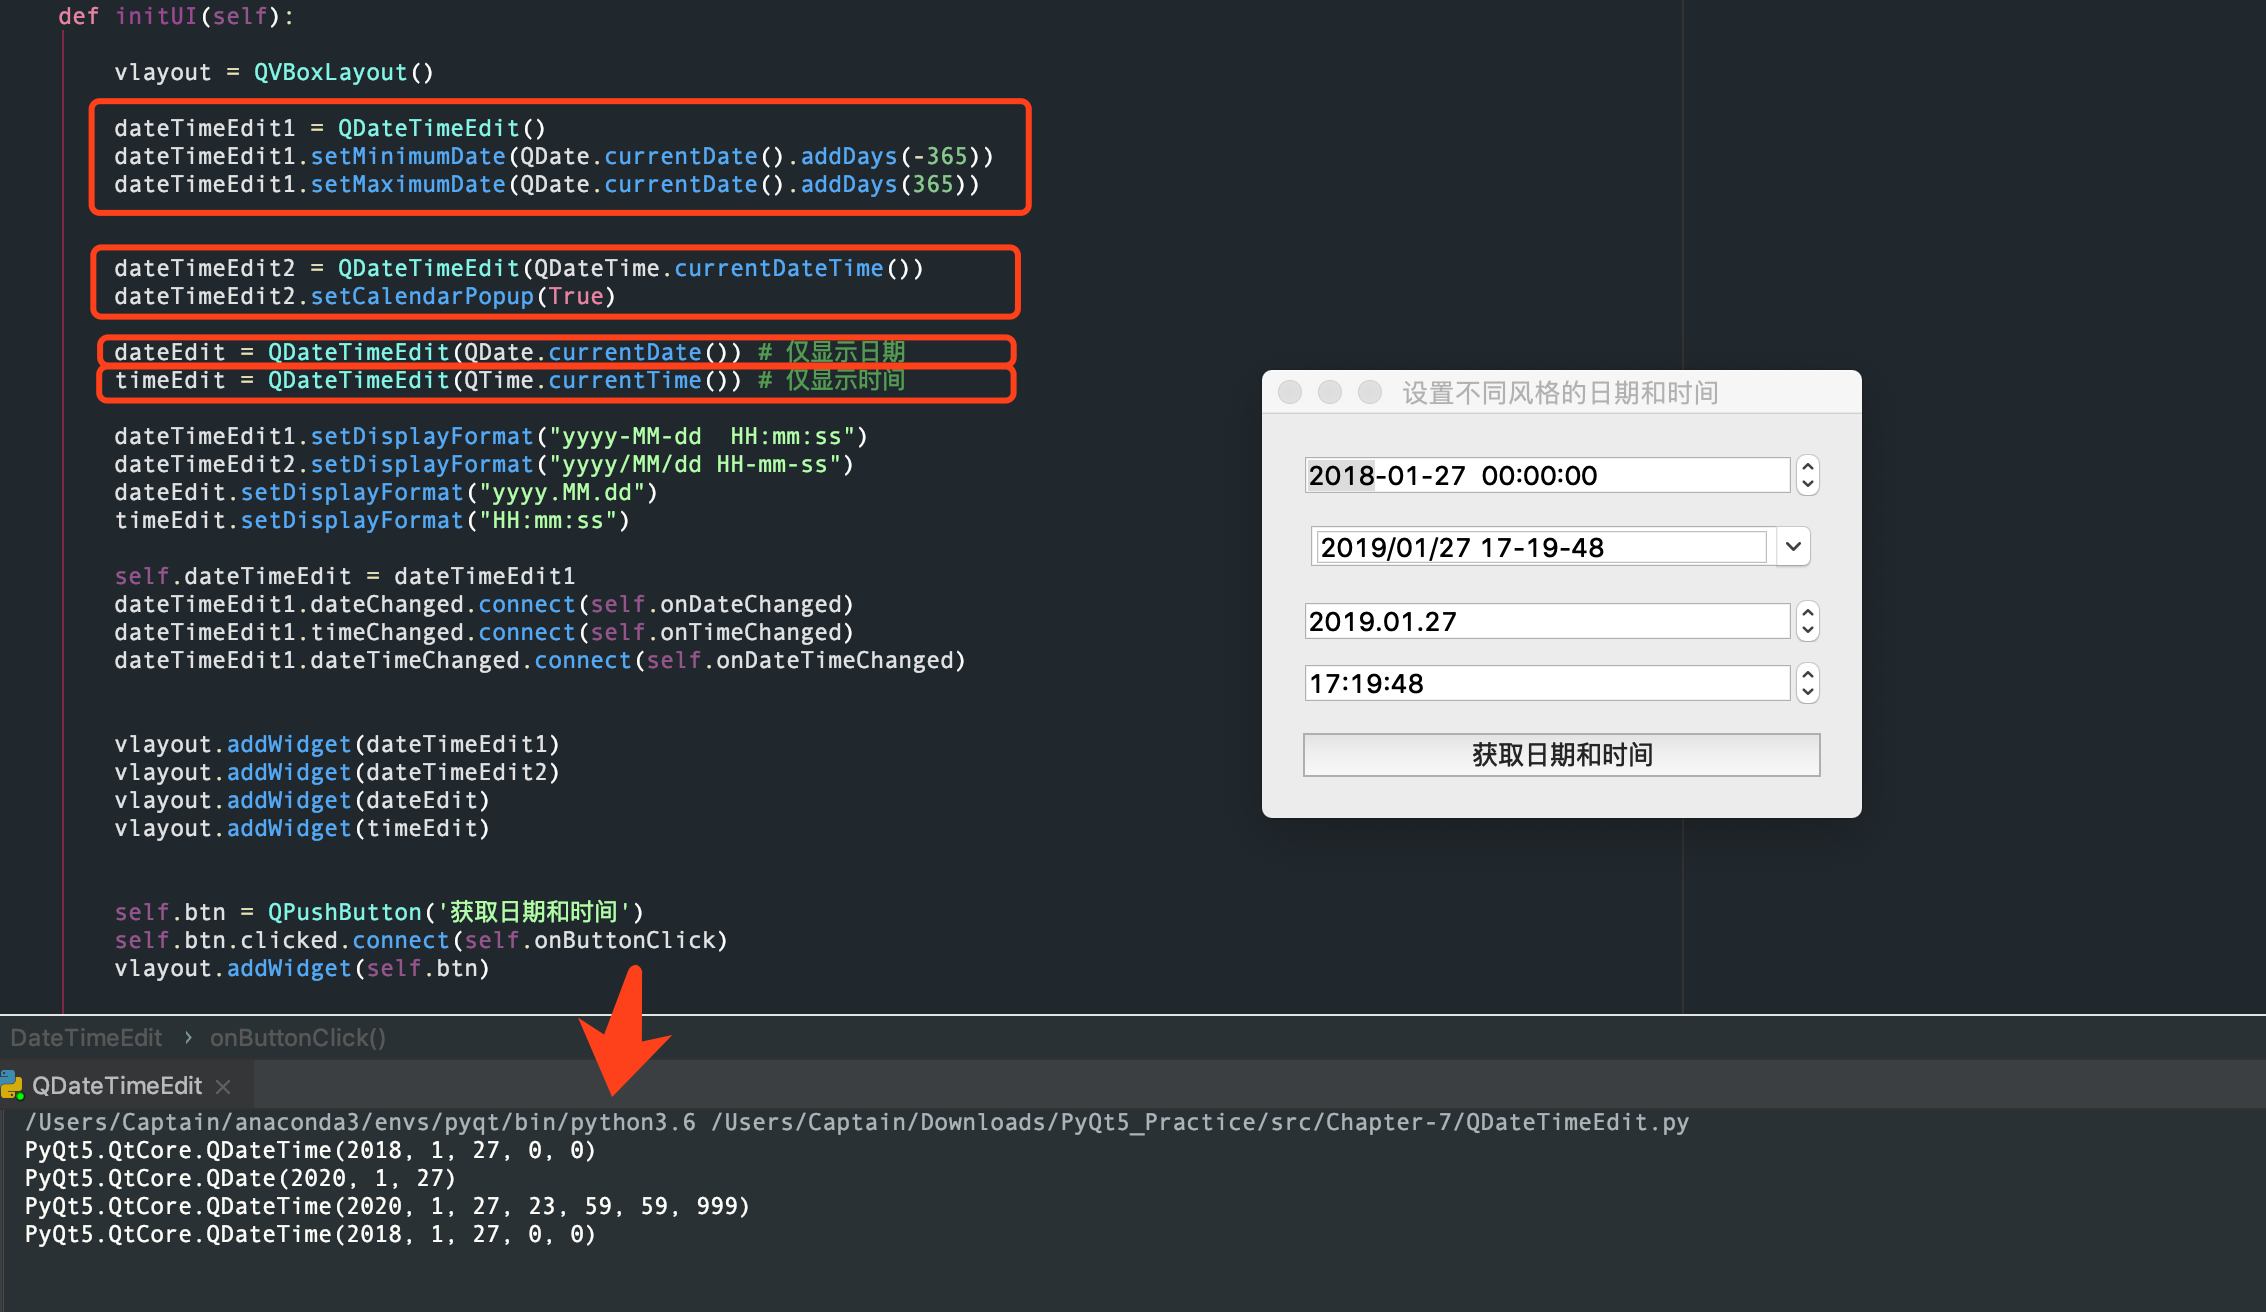 def initUI(self):
vlayout = QVBoxLayout()
dateTimeEdit1 = QDateTimeEdit()
dateTimeEdit1.setMinimumDate(QDate.currentDate().addDays(-365))
dateTimeEdit1.setMaximumDate(QDate.currentDate().addDays(365))
dateTimeEdit2 = QDateTimeEdit(QDateTime.currentDateTime())
dateTimeEdit2.setCalendarPopup(True)
dateEdit = QDateTimeEdit(QDate.currentDate()) # 仅显示日期
timeEdit = QDateTimeEdit(QTime.currentTime()) # 仅显示时间
dateTimeEdit1.setDisplayFormat("yyyy-MM-dd  HH:mm:ss")
dateTimeEdit2.setDisplayFormat("yyyy/MM/dd HH-mm-ss")
dateEdit.setDisplayFormat("yyyy.MM.dd")
timeEdit.setDisplayFormat("HH:mm:ss")
self.dateTimeEdit = dateTimeEdit1
dateTimeEdit1.dateChanged.connect(self.onDateChanged)
dateTimeEdit1.timeChanged.connect(self.onTimeChanged)
dateTimeEdit1.dateTimeChanged.connect(self.onDateTimeChanged)
vlayout.addWidget(dateTimeEdit1)
vlayout.addWidget(dateTimeEdit2)
vlayout.addWidget(dateEdit)
vlayout.addWidget(timeEdit)
self.btn = QPushButton('获取日期和时间')
self.btn.clicked.connect(self.onButtonClick)
vlayout.addWidget(self.btn)
设置不同风格的日期和时间
2018-01-27  00:00:00
2019/01/27 17-19-48
2019.01.27
17:19:48
获取日期和时间
DateTimeEdit › onButtonClick()
QDateTimeEdit ×
/Users/Captain/anaconda3/envs/pyqt/bin/python3.6 /Users/Captain/Downloads/PyQt5_Practice/src/Chapter-7/QDateTimeEdit.py
PyQt5.QtCore.QDateTime(2018, 1, 27, 0, 0)
PyQt5.QtCore.QDate(2020, 1, 27)
PyQt5.QtCore.QDateTime(2020, 1, 27, 23, 59, 59, 999)
PyQt5.QtCore.QDateTime(2018, 1, 27, 0, 0)